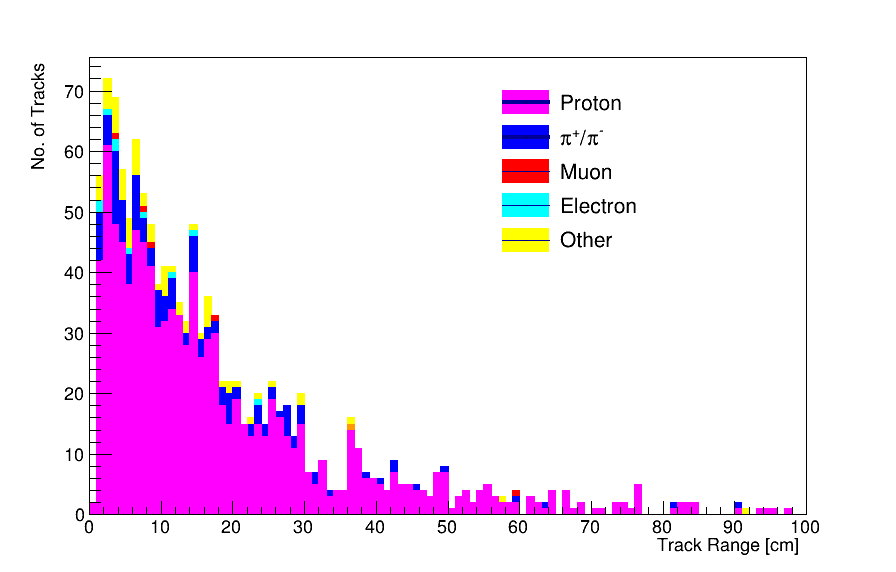 No. of Tracks
70
60
50
40
30
20
10
0
Proton
π+/π-
Muon
Electron
Other
0 10 20 30 40 50 60 70 80 90 100
Track Range [cm]